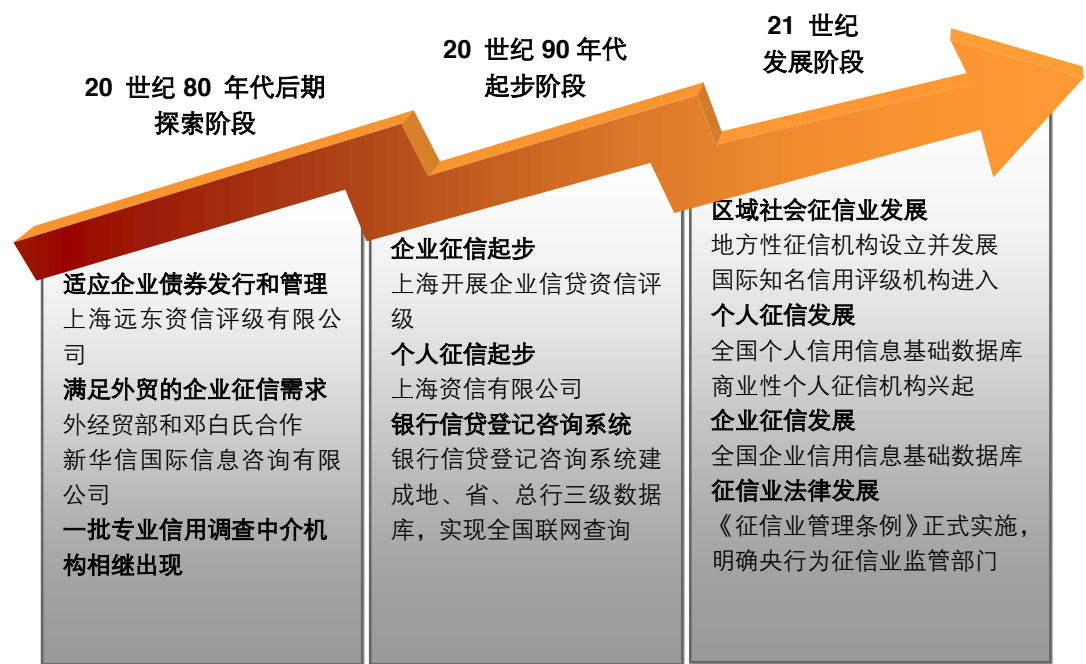 20 世纪 80 年代后期
探索阶段
20 世纪 90 年代
起步阶段
21 世纪
发展阶段
适应企业债券发行和管理
上海远东资信评级有限公
司
满足外贸的企业征信需求
外经贸部和邓白氏合作
新华信国际信息咨询有限
公司
一批专业信用调查中介机
构相继出现
企业征信起步
上海开展企业信贷资信评
级
个人征信起步
上海资信有限公司
银行信贷登记咨询系统
银行信贷登记咨询系统建
成地、省、总行三级数据
库，实现全国联网查询
区域社会征信业发展
地方性征信机构设立并发展
国际知名信用评级机构进入
个人征信发展
全国个人信用信息基础数据库
商业性个人征信机构兴起
企业征信发展
全国企业信用信息基础数据库
征信业法律发展
《征信业管理条例》正式实施，
明确央行为征信业监管部门